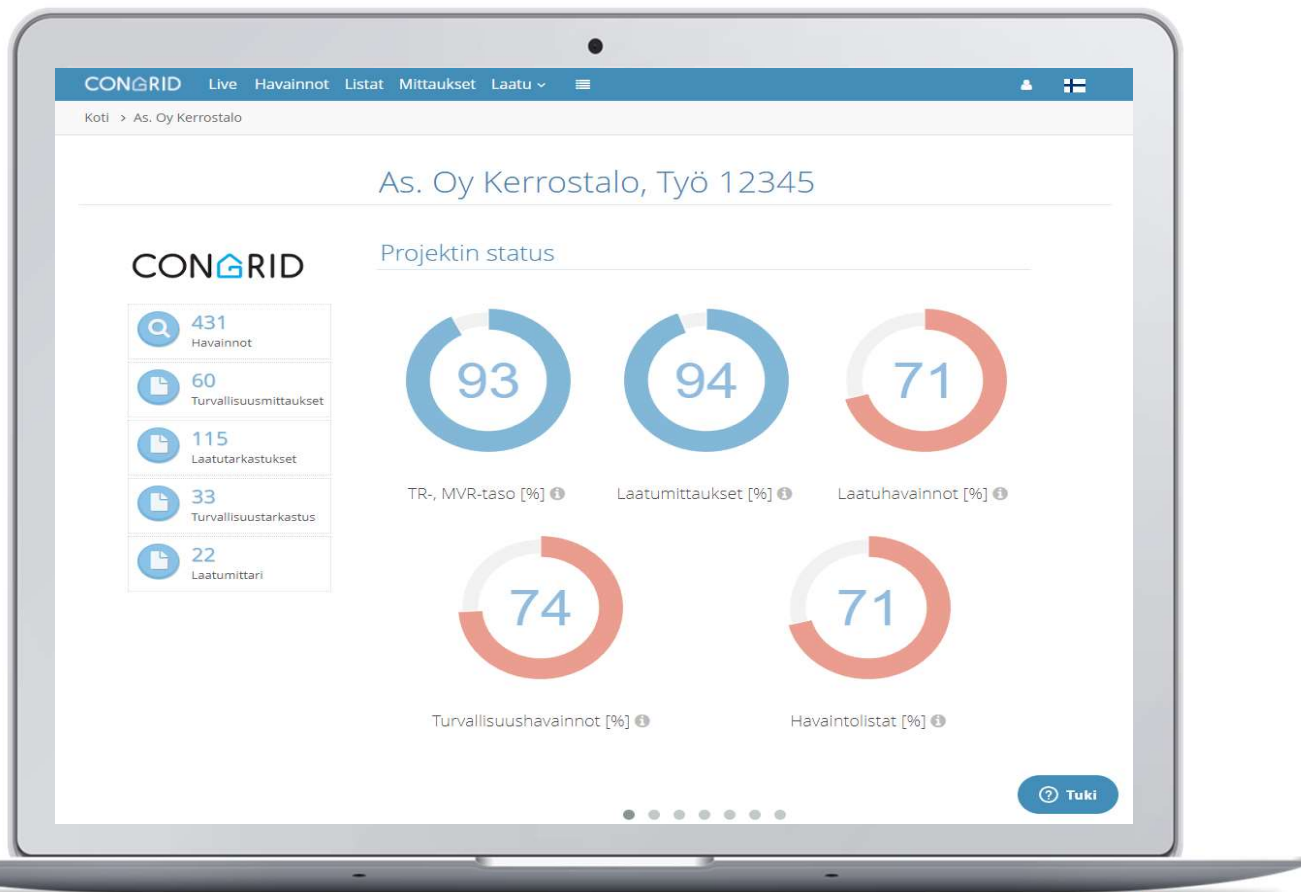 CONGRID Live Havainnot Listat Mittaukset Laatu
Koti > As. Oy Kerrostalo
As. Oy Kerrostalo, Työ 12345
CONGRID
431
Havainnot
60
Turvallisuusmittaukset
115
Laatutarkastukset
33
Turvallisuustarkastus
22
Laatumittari
Projektin status
93
94
71
TR-, MVR-taso [%]
Laatumittaukset [%]
Laatuhavainnot [%]
74
71
Turvallisuushavainnot [%]
Havaintolistat [%]
Tuki